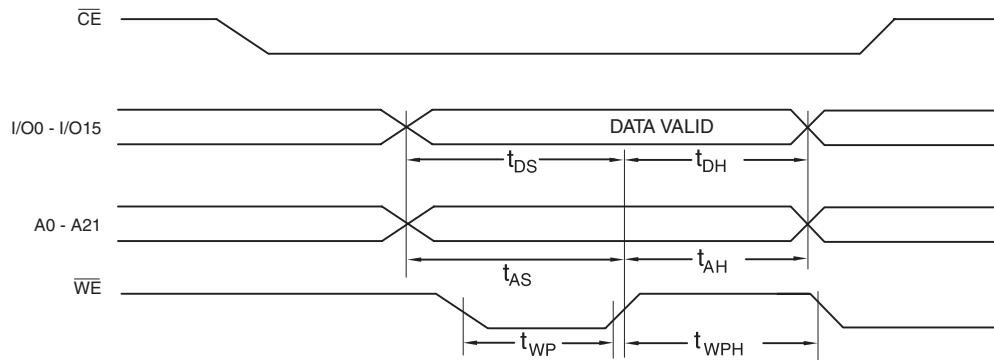 CE
I/O0 - I/O15
DATA VALID
tDS
tDH
A0 - A21
tAS
tAH
WE
tWP
tWPH